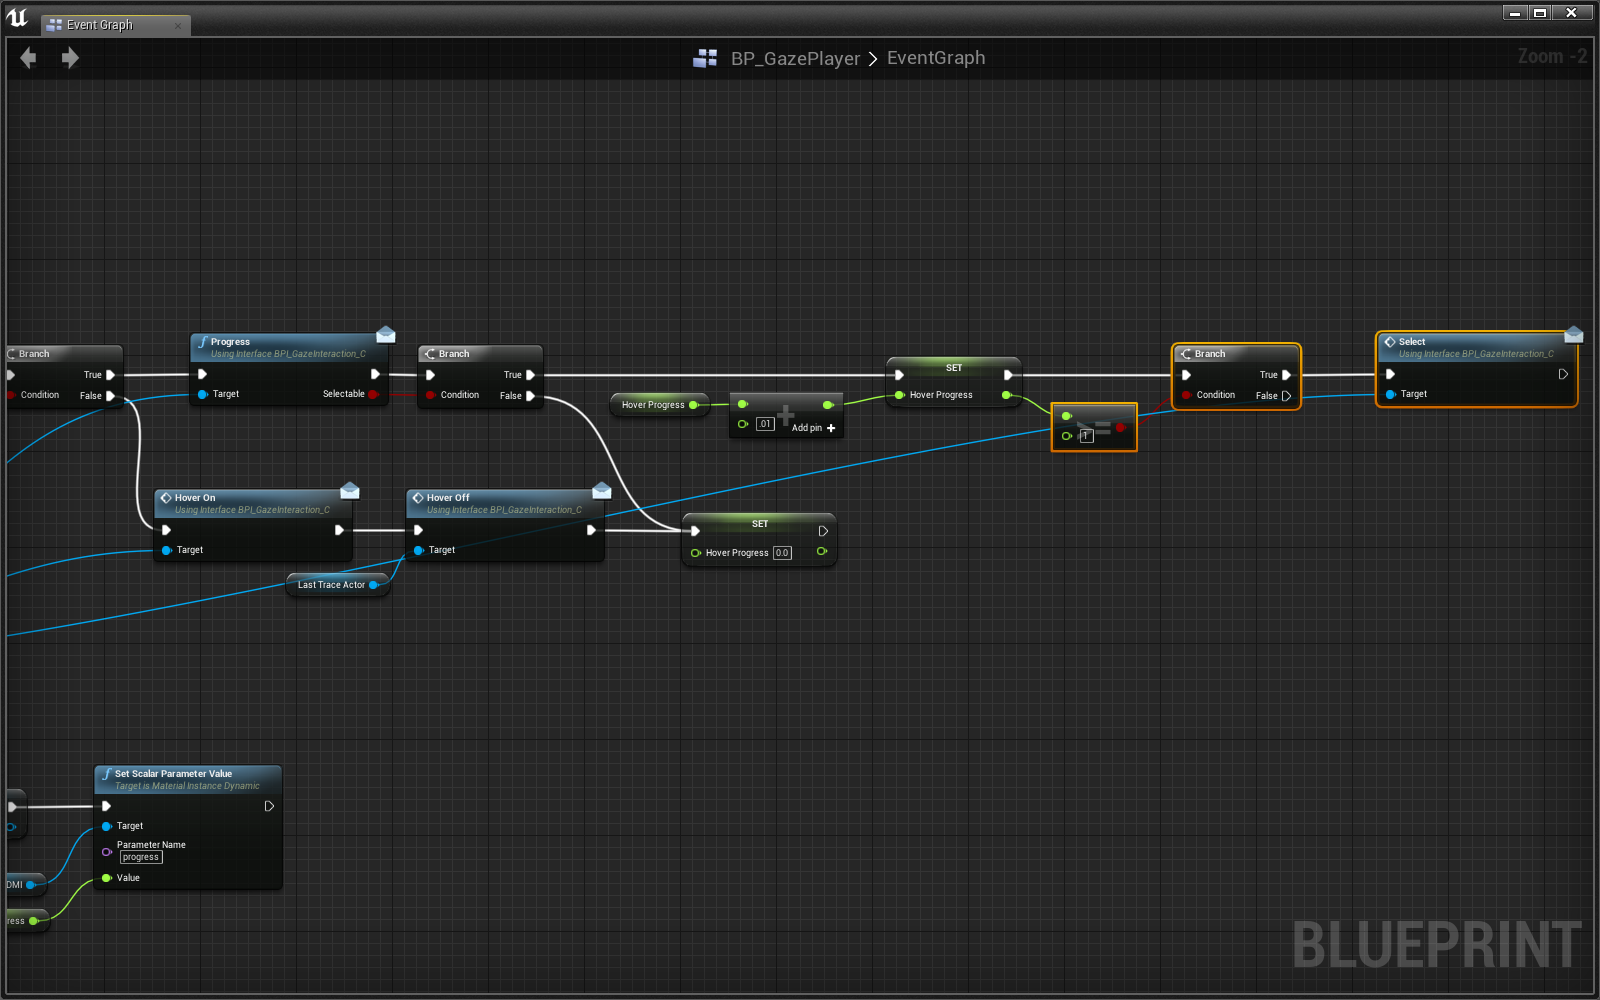 Event Graph
BP_GazePlayer > EventGraph
Zoom -2
Branch
True
Condition
False
Progress
Using Interface BPI_GazeInteraction_C
Target
Selectable
Branch
True
Condition
False
Hover Progress
.01
Add pin +
SET
Hover Progress
1
Branch
True
Condition
False
Select
Using Interface BPI_GazeInteraction_C
Target
Hover On
Using Interface BPI_GazeInteraction_C
Target
Hover Off
Using Interface BPI_GazeInteraction_C
Target
Last Trace Actor
SET
Hover Progress 0.0
Set Scalar Parameter Value
Target is Material Instance Dynamic
Target
Parameter Name
progress
Value
DMI
ress
BLUEPRINT